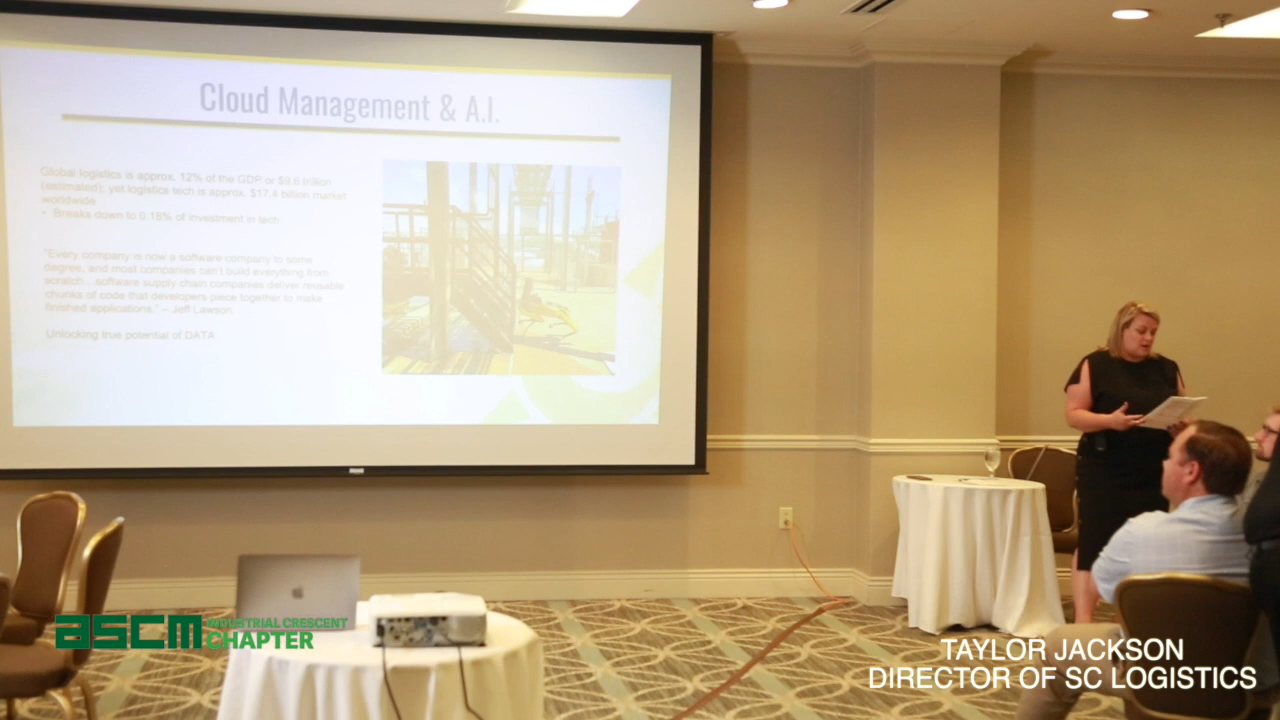 Cloud Management & A.I.
Global logistics is approx. 12% of the GDP or $9.6 trillion
(estimated), yet logistics tech is approx. $17.4 billion market
worldwide
• Breaks down to 0.18% of investment in tech
"Every company is now a software company to some
degree, and most companies can't build everything from
scratch...software supply chain companies deliver reusable
chunks of code that developers piece together to make
finished applications." – Jeff Lawson
Unlocking true potential of DATA
ascm INDUSTRIAL CRESCENT
CHAPTER
TAYLOR JACKSON
DIRECTOR OF SC LOGISTICS